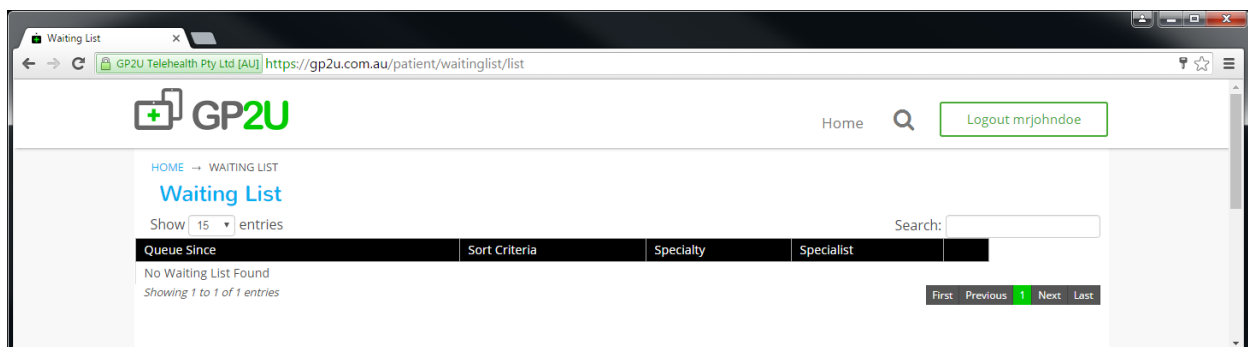 Waiting List
GP2U Telehealth Pty Ltd [AU] https://gp2u.com.au/patient/waitinglist/list
GP2U
Home
Logout mrjohndoe
HOME → WAITING LIST
Waiting List
Show 15 entries
Search:
Queue Since Sort Criteria Specialty Specialist
No Waiting List Found
Showing 1 to 1 of 1 entries
First Previous 1 Next Last